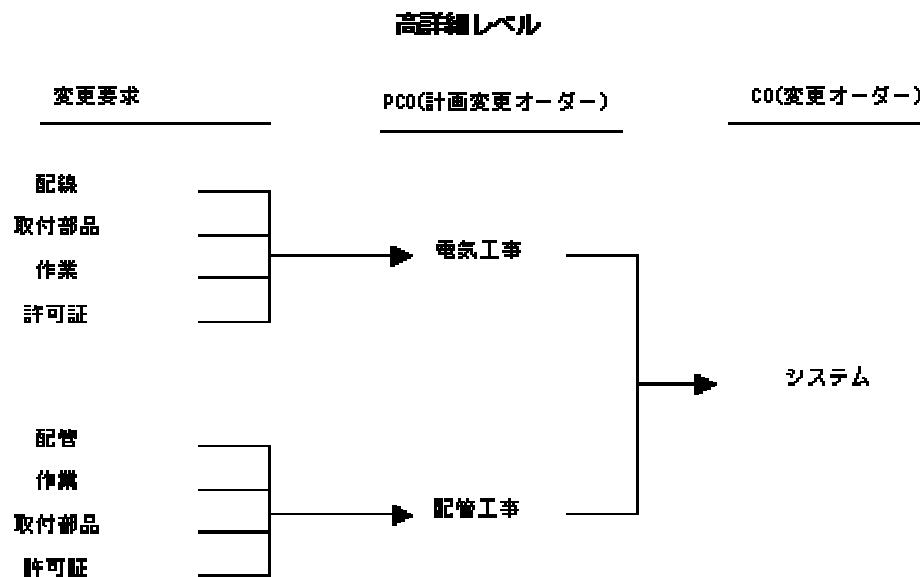 高詳細レベル
変更要求
PCO(計画変更オーダー)
CO(変更オーダー)
配線
取付部品
作業
許可証
電気工事
システム
配管
作業
取付部品
許可証
配管工事